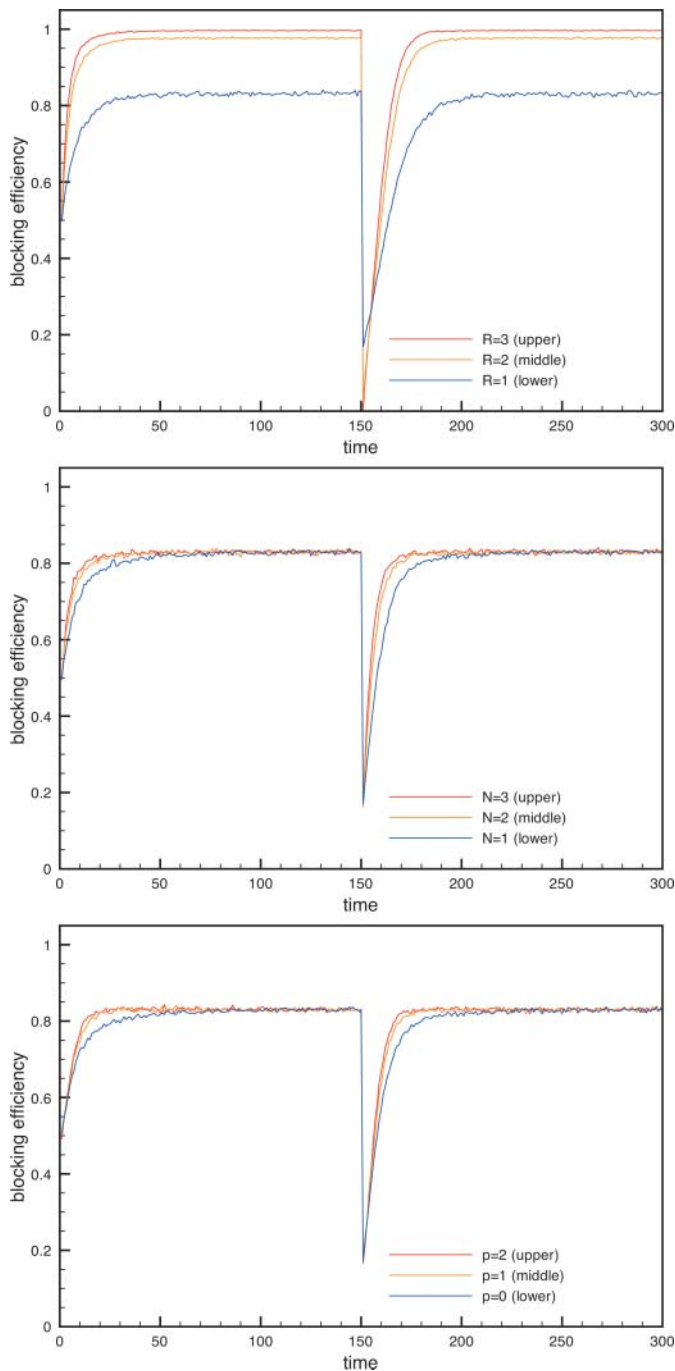 1
0.8
0.6
0.4
0.2
0
blocking efficiency
R=3 (upper)
R=2 (middle)
R=1 (lower)
0 50 100 150 200 250 300
time
1
0.8
0.6
0.4
0.2
0
blocking efficiency
N=3 (upper)
N=2 (middle)
N=1 (lower)
0 50 100 150 200 250 300
time
1
0.8
0.6
0.4
0.2
0
blocking efficiency
p=2 (upper)
p=1 (middle)
p=0 (lower)
0 50 100 150 200 250 300
time